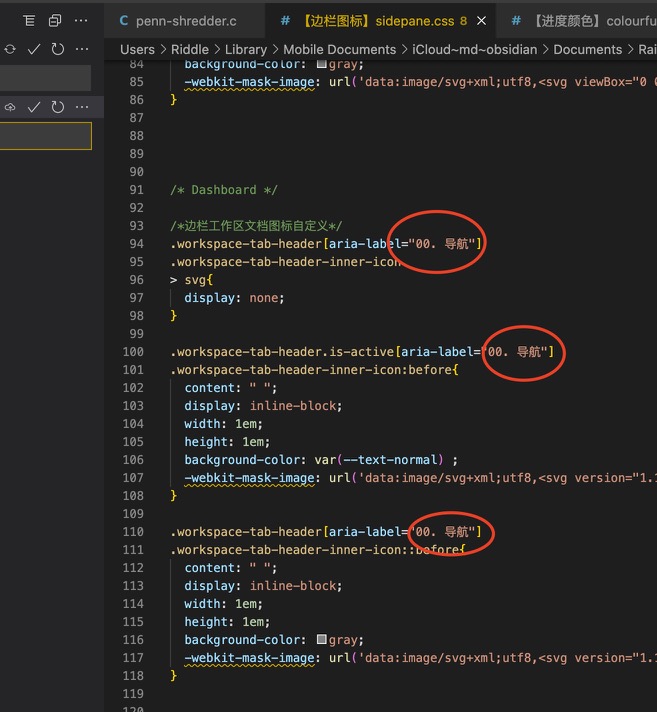 penn-shredder.c
# 【边栏图标】sidepane.css 8
# 【进度颜色】colourfu
Users > Riddle > Library > Mobile Documents > iCloud~md~obsidian > Documents > Rai
84 background-color: gray;
85 -webkit-mask-image: url('data:image/svg+xml;utf8,<svg viewBox="0 0
86 }
87
88
89
90
91 /* Dashboard */
92
93 /*边栏工作区文档图标自定义*/
94 .workspace-tab-header[aria-label="00. 导航"]
95 .workspace-tab-header-inner-icon
96 > svg{
97 display: none;
98 }
99
100 .workspace-tab-header.is-active[aria-label="00. 导航"]
101 .workspace-tab-header-inner-icon:before{
102 content: " ";
103 display: inline-block;
104 width: 1em;
105 height: 1em;
106 background-color: var(--text-normal) ;
107 -webkit-mask-image: url('data:image/svg+xml;utf8,<svg version="1.1
108 }
109
110 .workspace-tab-header[aria-label="00. 导航"]
111 .workspace-tab-header-inner-icon::before{
112 content: " ";
113 display: inline-block;
114 width: 1em;
115 height: 1em;
116 background-color: gray;
117 -webkit-mask-image: url('data:image/svg+xml;utf8,<svg version="1.1
118 }
119
120